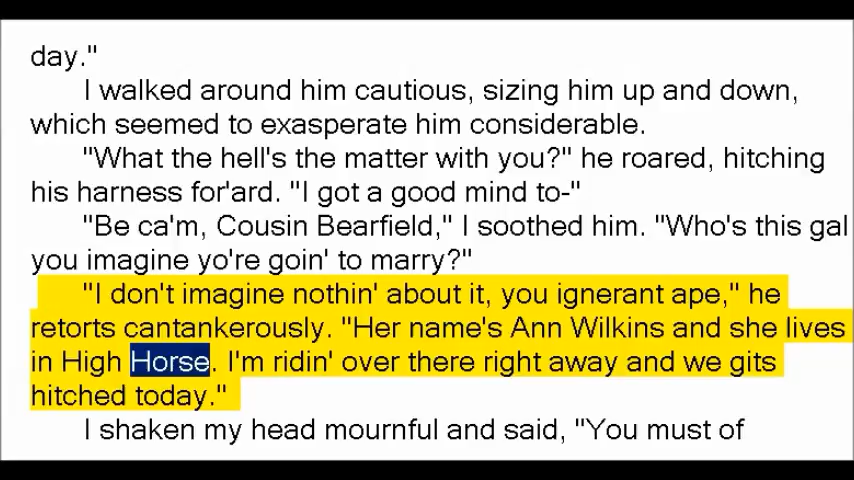 day."
I walked around him cautious, sizing him up and down,
which seemed to exasperate him considerable.
"What the hell's the matter with you?" he roared, hitching
his harness for'ard. "I got a good mind to-"
"Be ca'm, Cousin Bearfield," I soothed him. "Who's this gal
you imagine yo're goin' to marry?"
"I don't imagine nothin' about it, you ignerant ape," he
retorts cantankerously. "Her name's Ann Wilkins and she lives
in High Horse. I'm ridin' over there right away and we gits
hitched today."
I shaken my head mournful and said, "You must of